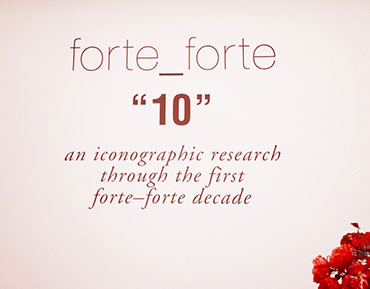 forte_forte
“10”
an iconographic research
through the first
forte–forte decade